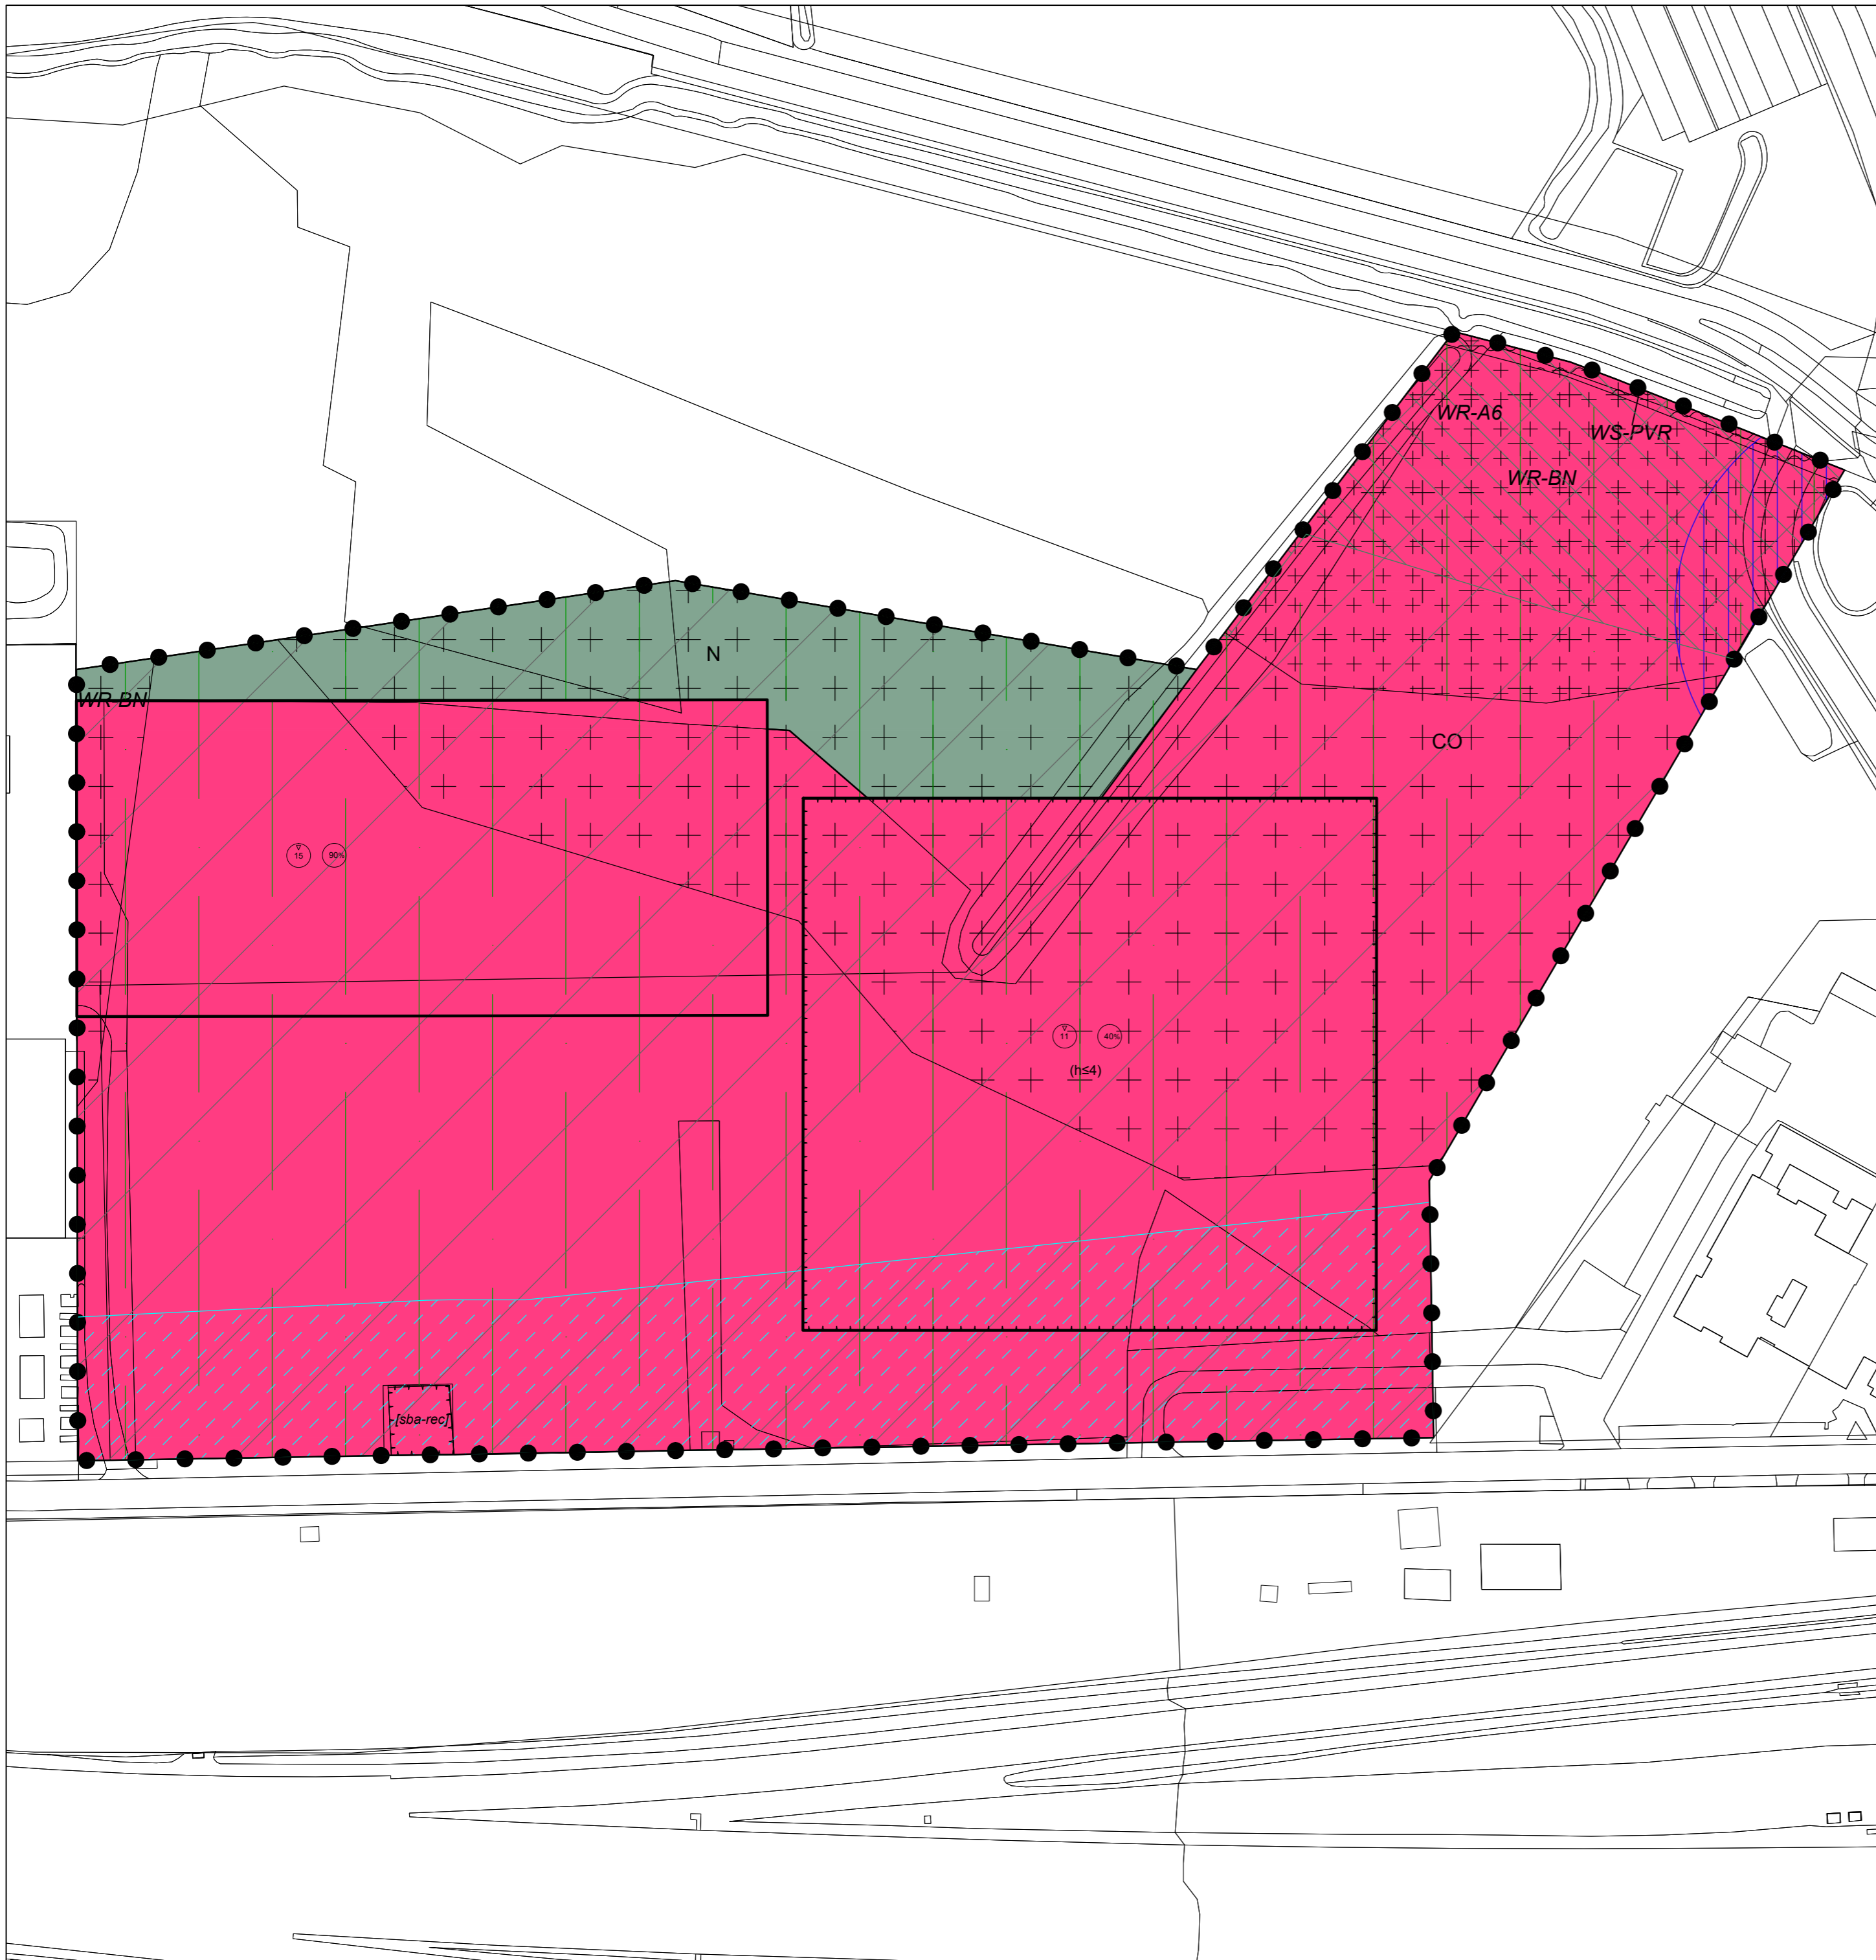 WR-A6
WS-PVR
WR-BN
N
WR-BN
CO
15 90%
11 40%
(h≤4)
[sba-rec]